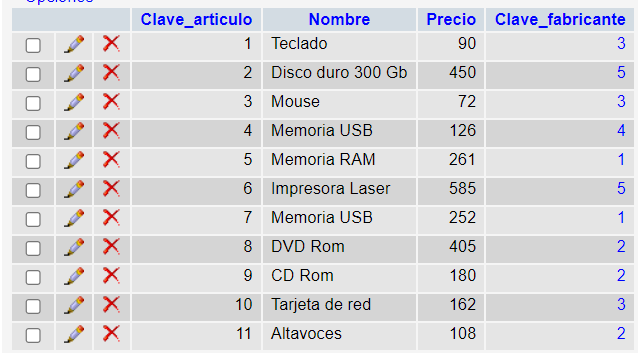 Opciones
Clave_articulo Nombre Precio Clave_fabricante
1 Teclado 90 3
2 Disco duro 300 Gb 450 5
3 Mouse 72 3
4 Memoria USB 126 4
5 Memoria RAM 261 1
6 Impresora Laser 585 5
7 Memoria USB 252 1
8 DVD Rom 405 2
9 CD Rom 180 2
10 Tarjeta de red 162 3
11 Altavoces 108 2